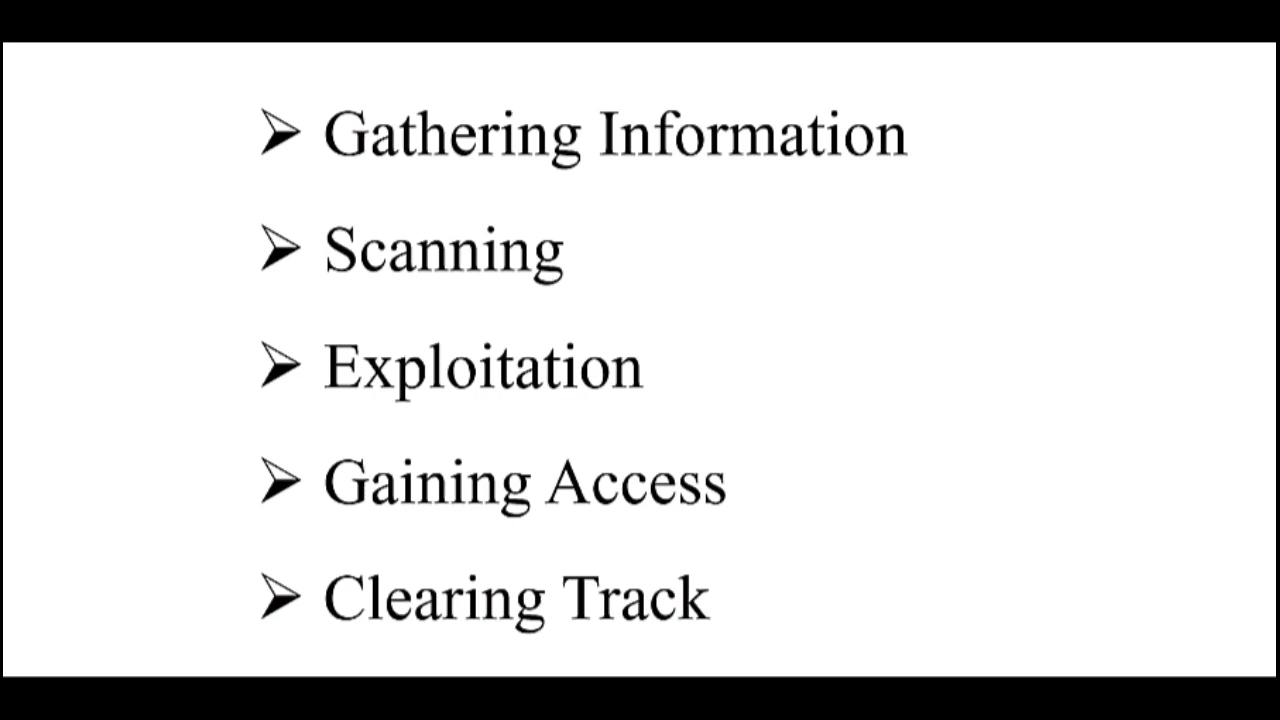 ➢ Gathering Information
➢ Scanning
➢ Exploitation
➢ Gaining Access
➢ Clearing Track